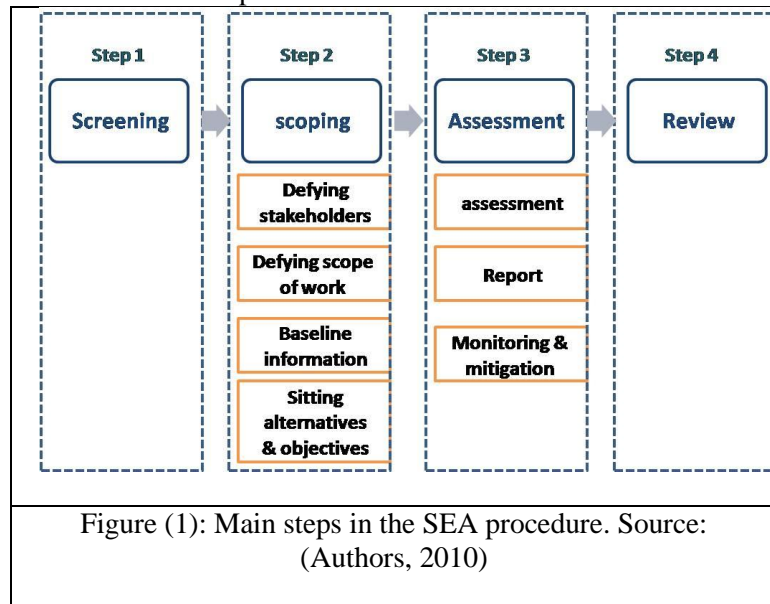 Step 1
Screening
Step 2
scoping
Defying
stakeholders
Defying scope
of work
Baseline
information
Sitting
alternatives
& objectives
Step 3
Assessment
assessment
Report
Monitoring &
mitigation
Step 4
Review
Figure (1): Main steps in the SEA procedure. Source:
(Authors, 2010)